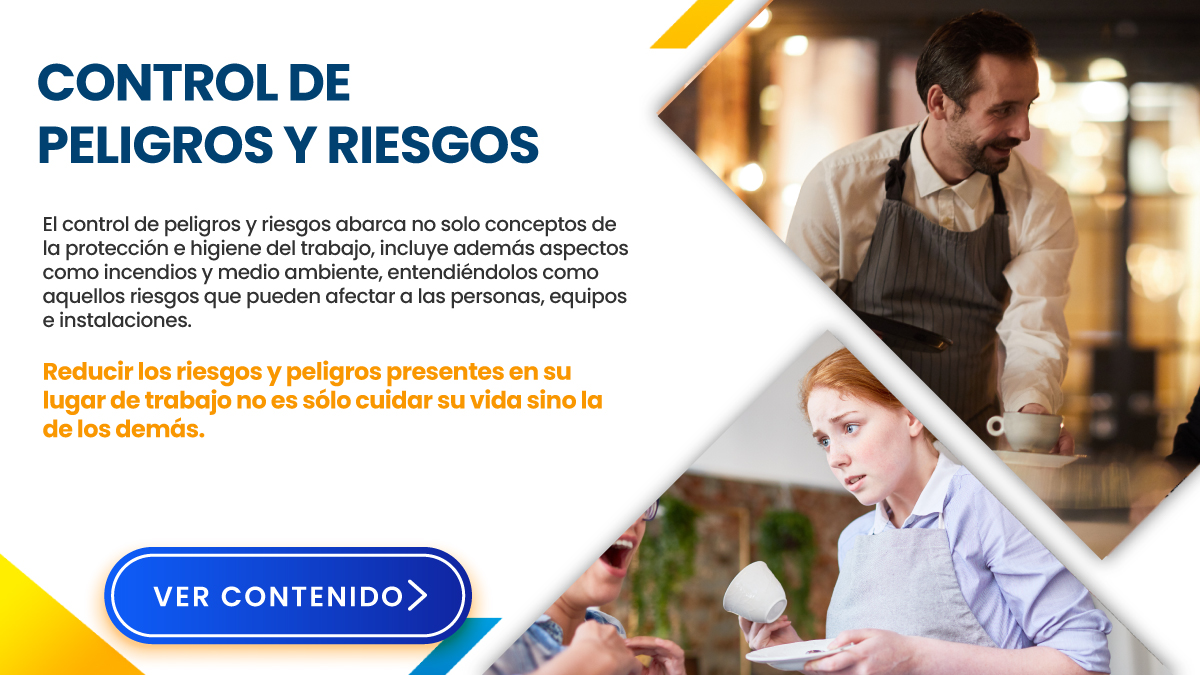 CONTROL DE
PELIGROS Y RIESGOS
El control de peligros y riesgos abarca no solo conceptos de
la protección e higiene del trabajo, incluye además aspectos
como incendios y medio ambiente, entendiéndolos como
aquellos riesgos que pueden afectar a las personas, equipos
e instalaciones.
Reducir los riesgos y peligros presentes en su
lugar de trabajo no es sólo cuidar su vida sino la
de los demás.
VER CONTENIDO